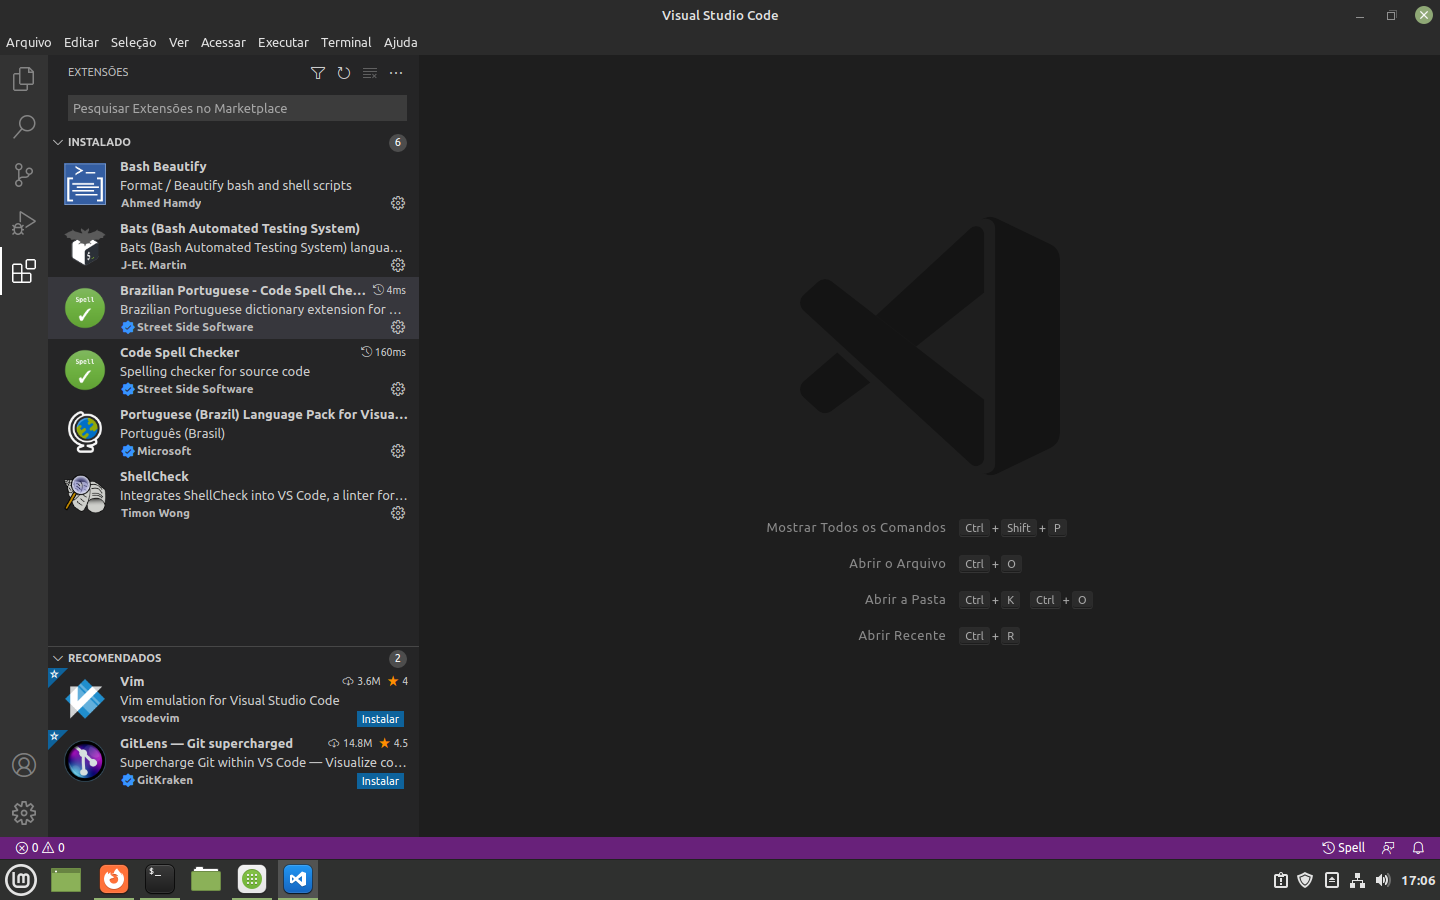 Visual Studio Code
Arquivo Editar Seleção Ver Acessar Executar Terminal Ajuda
EXTENSÕES
Pesquisar Extensões no Marketplace
INSTALADO 6
Bash Beautify
Format / Beautify bash and shell scripts
Ahmed Hamdy
Bats (Bash Automated Testing System)
Bats (Bash Automated Testing System) langua...
J-Et. Martin
Brazilian Portuguese - Code Spell Che... 4ms
Brazilian Portuguese dictionary extension for ...
Street Side Software
Code Spell Checker 160ms
Spelling checker for source code
Street Side Software
Portuguese (Brazil) Language Pack for Visua...
Português (Brasil)
Microsoft
ShellCheck
Integrates ShellCheck into VS Code, a linter for...
Timon Wong
RECOMENDADOS 2
Vim 3.6M 4
Vim emulation for Visual Studio Code
vscodevim Instalar
GitLens — Git supercharged 14.8M 4.5
Supercharge Git within VS Code — Visualize co...
GitKraken Instalar
Mostrar Todos os Comandos Ctrl + Shift + P
Abrir o Arquivo Ctrl + O
Abrir a Pasta Ctrl + K Ctrl + O
Abrir Recente Ctrl + R
0 0 Spell
17:06